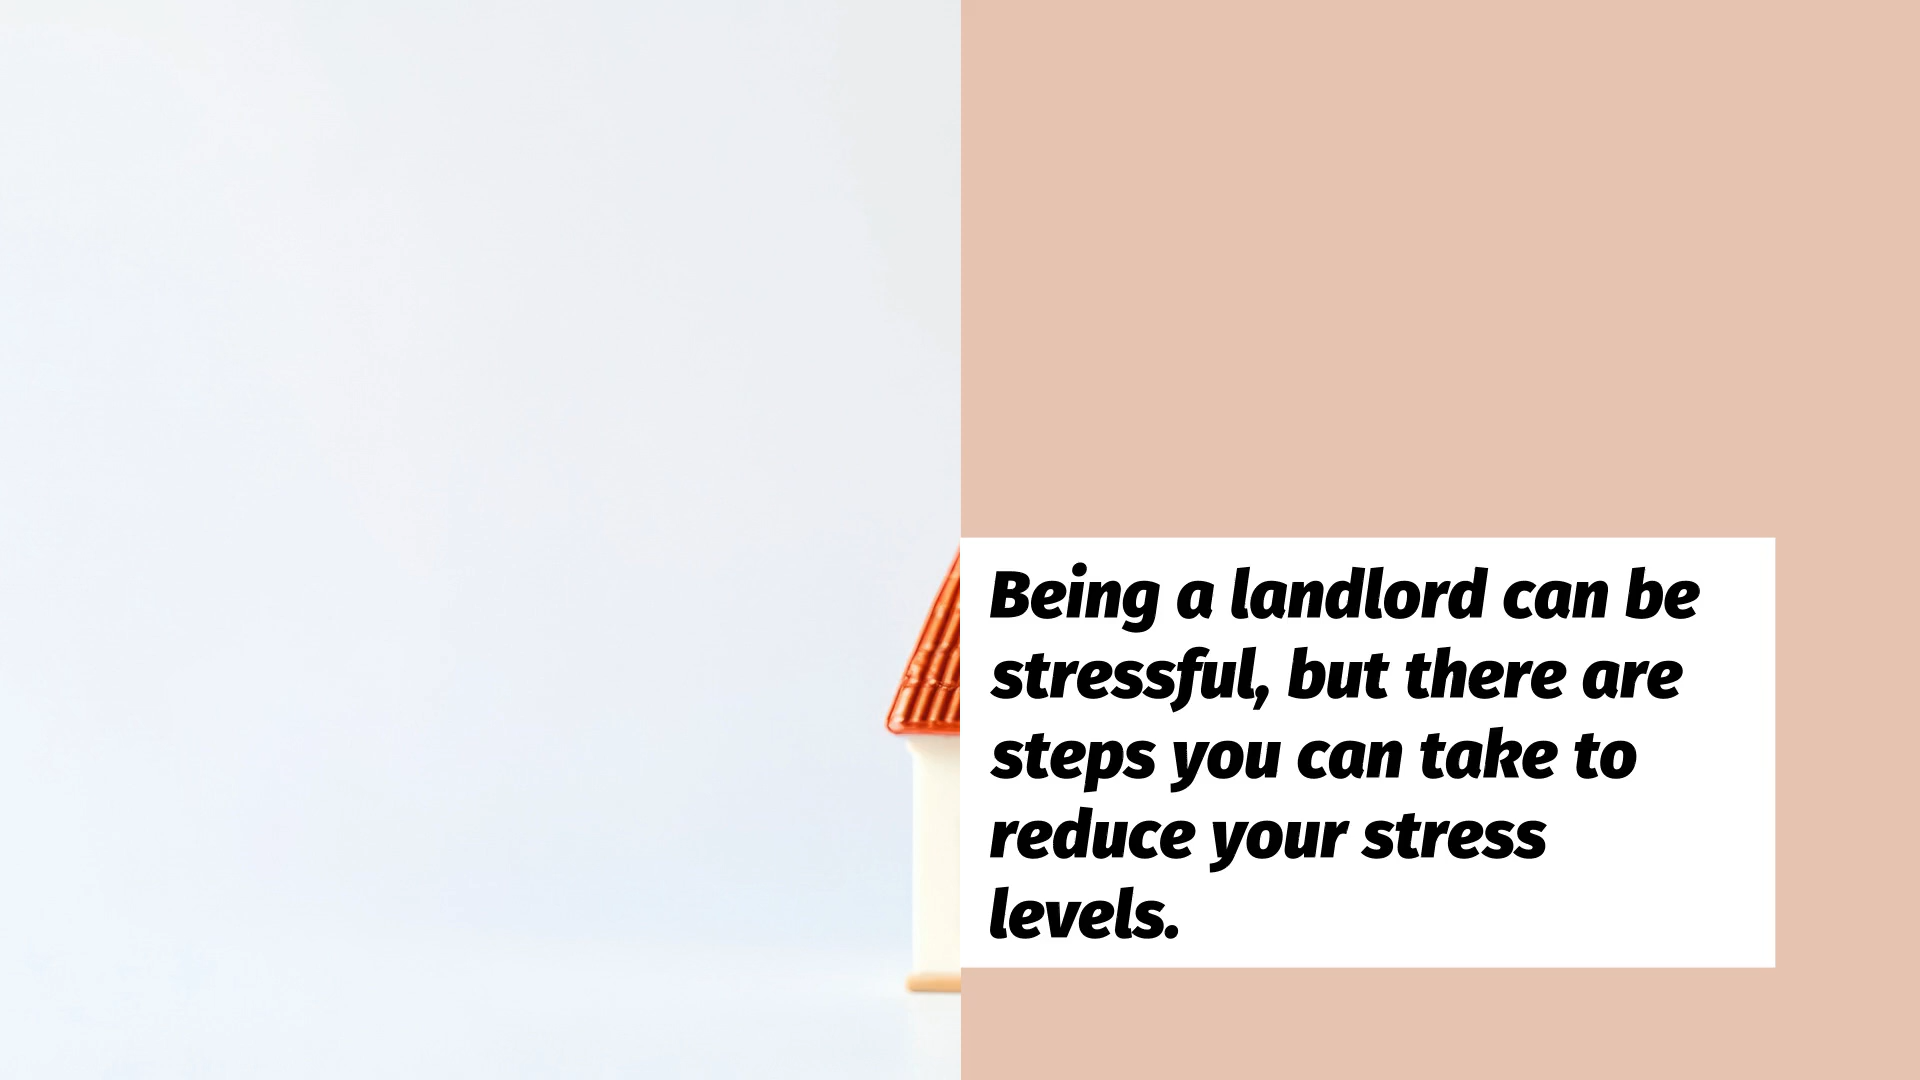 Being a landlord can be
stressful, but there are
steps you can take to
reduce your stress
levels.